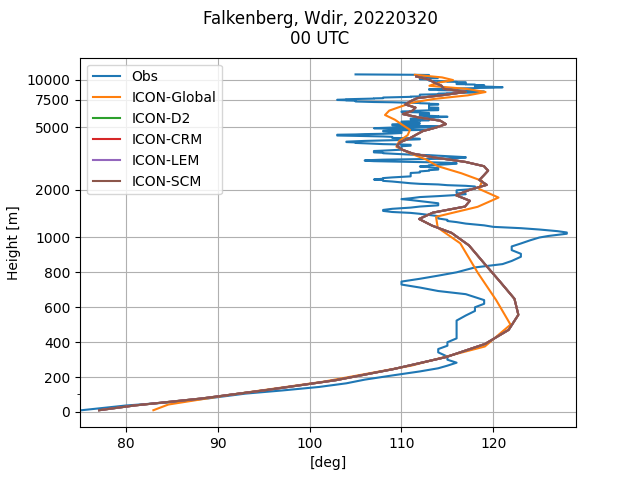 Falkenberg, Wdir, 20220320
00 UTC
Obs
ICON-Global
ICON-D2
ICON-CRM
ICON-LEM
ICON-SCM
10000
7500
5000
2000
1000
800
600
400
200
0
Height [m]
80 90 100 110 120
[deg]